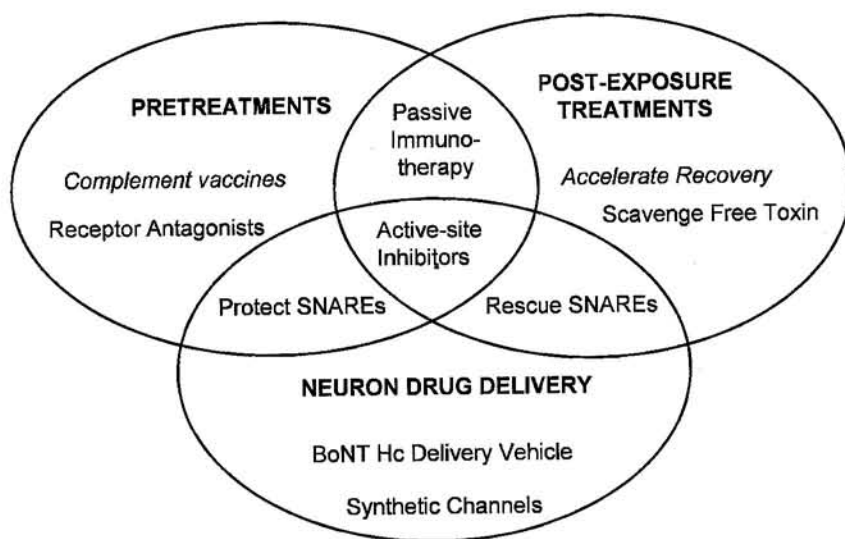 PRETREATMENTS
Complement vaccines
Receptor Antagonists
Passive
Immuno-
therapy
POST-EXPOSURE
TREATMENTS
Accelerate Recovery
Scavenge Free Toxin
Active-site
Inhibitors
Protect SNAREs
Rescue SNAREs
NEURON DRUG DELIVERY
BoNT Hc Delivery Vehicle
Synthetic Channels